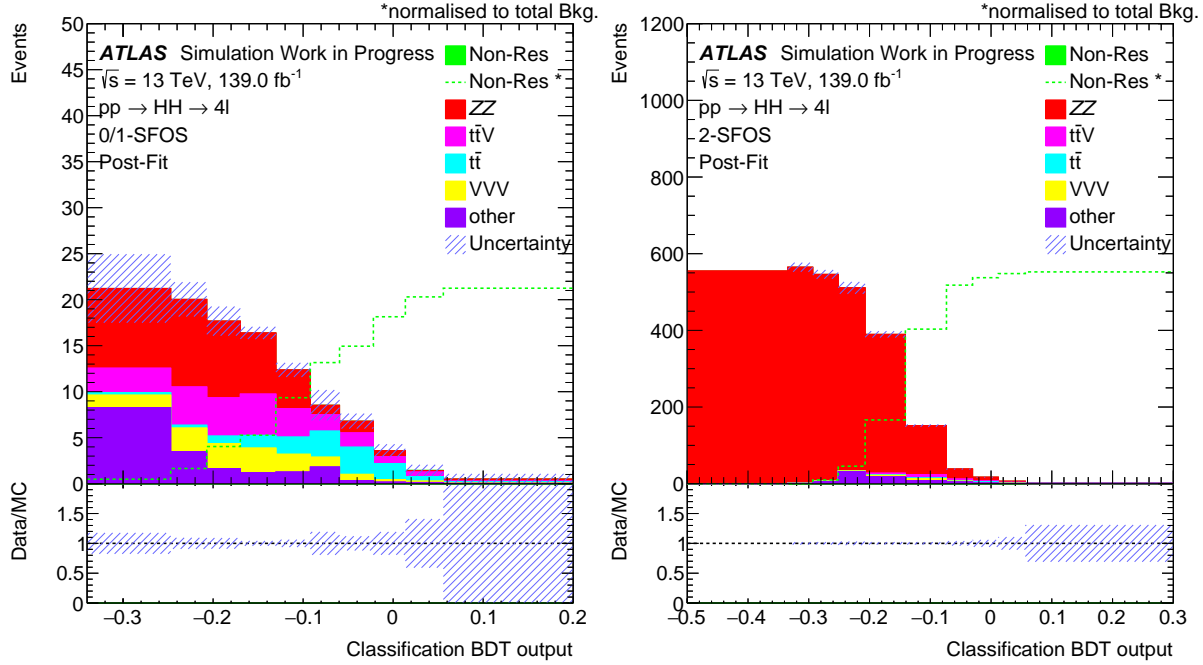 *normalised to total Bkg.
Events
50
45
40
35
30
25
20
15
10
5
0
ATLAS Simulation Work in Progress
√s = 13 TeV, 139.0 fb⁻¹
pp → HH → 4l
0/1-SFOS
Post-Fit
Non-Res
Non-Res *
ZZ
tt̄V
tt̄
VVV
other
Uncertainty
Data/MC
1.5
1
0.5
0
−0.3 −0.2 −0.1 0 0.1 0.2
Classification BDT output
*normalised to total Bkg.
Events
1200
1000
800
600
400
200
0
ATLAS Simulation Work in Progress
√s = 13 TeV, 139.0 fb⁻¹
pp → HH → 4l
2-SFOS
Post-Fit
Non-Res
Non-Res *
ZZ
tt̄V
tt̄
VVV
other
Uncertainty
Data/MC
1.5
1
0.5
0
−0.5 −0.4 −0.3 −0.2 −0.1 0 0.1 0.2 0.3
Classification BDT output